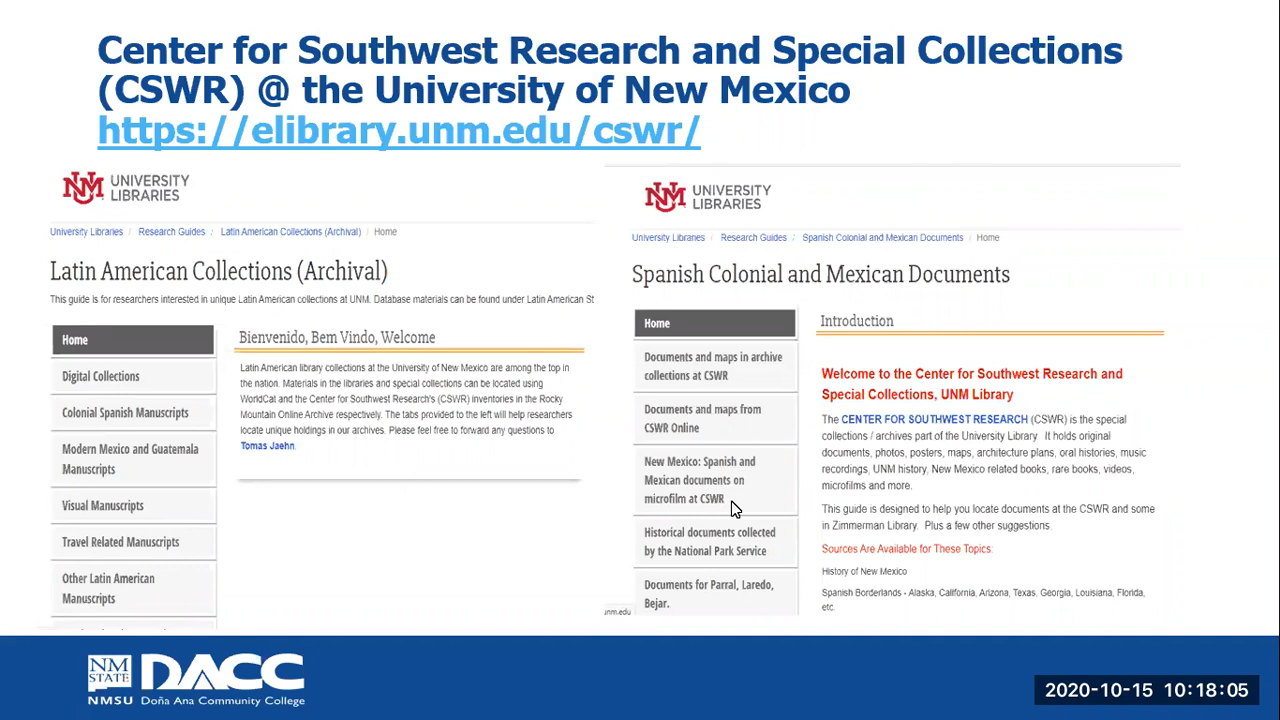 Center for Southwest Research and Special Collections
(CSWR) @ the University of New Mexico
https://elibrary.unm.edu/cswr/
UNIVERSITY
LIBRARIES
University Libraries / Research Guides / Latin American Collections (Archival) / Home
Latin American Collections (Archival)
This guide is for researchers interested in unique Latin American collections at UNM. Database materials can be found under Latin American St
Home
Digital Collections
Colonial Spanish Manuscripts
Modern Mexico and Guatemala
Manuscripts
Visual Manuscripts
Travel Related Manuscripts
Other Latin American
Manuscripts
Bienvenido, Bem Vindo, Welcome
Latin American library collections at the University of New Mexico are among the top in
the nation. Materials in the libraries and special collections can be located using
WorldCat and the Center for Southwest Research's (CSWR) inventories in the Rocky
Mountain Online Archive respectively. The tabs provided to the left will help researchers
locate unique holdings in our archives. Please feel free to forward any questions to
Tomas Jaehn.
UNIVERSITY
LIBRARIES
University Libraries / Research Guides / Spanish Colonial and Mexican Documents / Home
Spanish Colonial and Mexican Documents
Home
Documents and maps in archive
collections at CSWR
Documents and maps from
CSWR Online
New Mexico: Spanish and
Mexican documents on
microfilm at CSWR
Historical documents collected
by the National Park Service
Documents for Parral, Laredo,
Bejar.
unm.edu
Introduction
Welcome to the Center for Southwest Research and
Special Collections, UNM Library
The CENTER FOR SOUTHWEST RESEARCH (CSWR) is the special
collections / archives part of the University Library. It holds original
documents, photos, posters, maps, architecture plans, oral histories, music
recordings, UNM history, New Mexico related books, rare books, videos,
microfilms and more.
This guide is designed to help you locate documents at the CSWR and some
in Zimmerman Library. Plus a few other suggestions.
Sources Are Available for These Topics:
History of New Mexico
Spanish Borderlands - Alaska, California, Arizona, Texas, Georgia, Louisiana, Florida,
etc.
NM
STATE
NMSU
DACC
Doña Ana Community College
2020-10-15 10:18:05